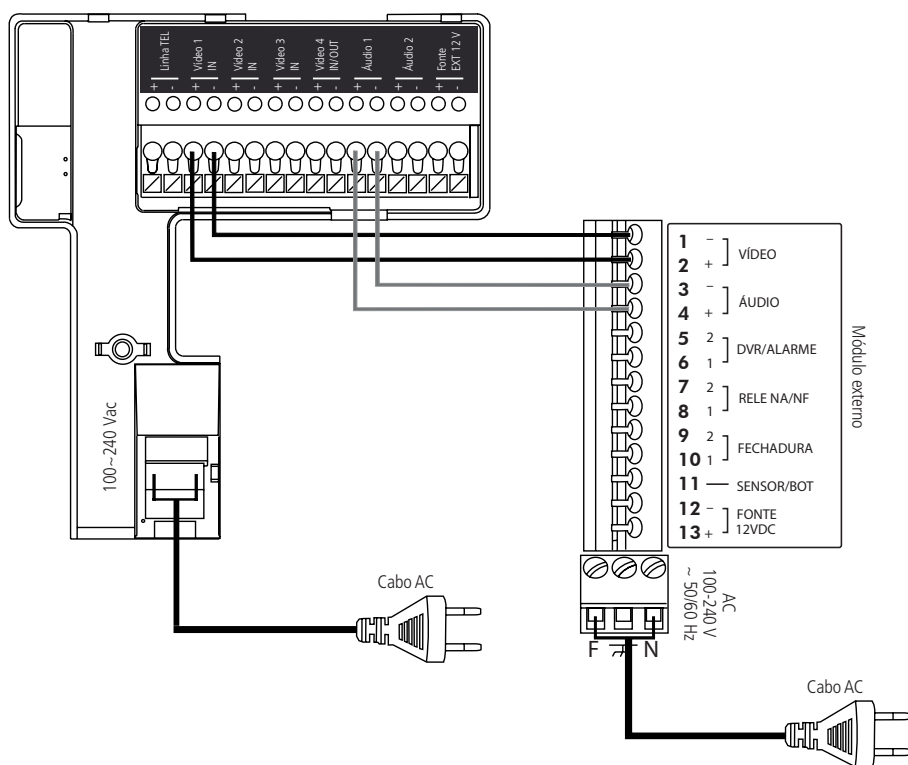 Linha TEL
+ -
Vídeo 1
IN
+ -
Vídeo 2
IN
+ -
Vídeo 3
IN
+ -
Vídeo 4
IN/OUT
+ -
Áudio 1
+ -
Áudio 2
+ -
Fonte
EXT 12 V
+ -
100~240 Vac
Cabo AC
1 -
2 +
VÍDEO
3 -
4 +
ÁUDIO
5 2
6 1
DVR/ALARME
7 2
8 1
RELE NA/NF
9 2
10 1
FECHADURA
11 — SENSOR/BOT
12 -
13 +
FONTE
12VDC
Módulo externo
AC
100-240 V
~ 50/60 Hz
F N
Cabo AC